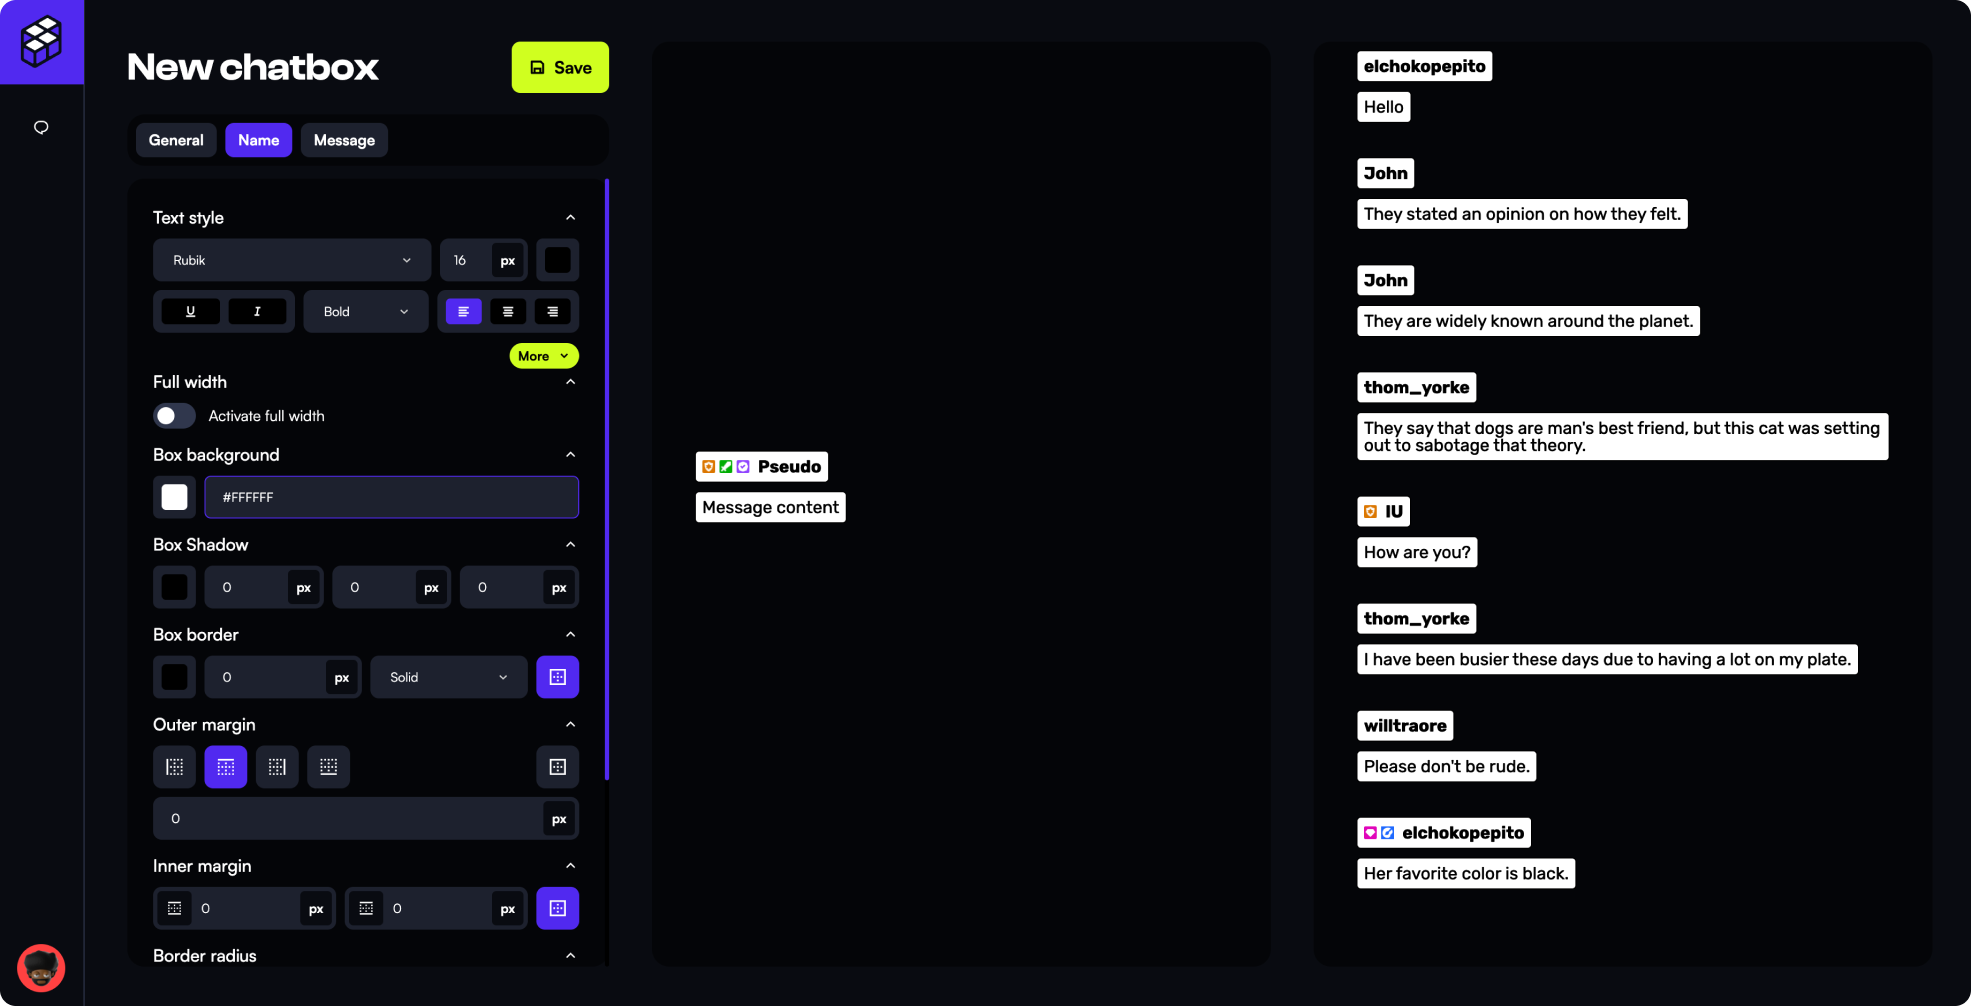 New chatbox
Save
General
Name
Message
Text style
Rubik
16
px
U
I
Bold
More
Full width
Activate full width
Box background
#FFFFFF
Box Shadow
0
px
0
px
0
px
Box border
0
px
Solid
Outer margin
0
px
Inner margin
0
px
0
px
Border radius
Pseudo
Message content
elchokopepito
Hello
John
They stated an opinion on how they felt.
John
They are widely known around the planet.
thom_yorke
They say that dogs are man's best friend, but this cat was setting
out to sabotage that theory.
IU
How are you?
thom_yorke
I have been busier these days due to having a lot on my plate.
willtraore
Please don't be rude.
elchokopepito
Her favorite color is black.